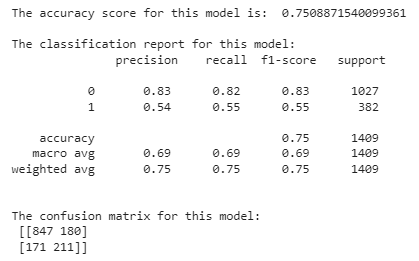 The accuracy score for this model is:  0.7508871540099361
The classification report for this model:
precision    recall  f1-score   support
0       0.83      0.82      0.83      1027
1       0.54      0.55      0.55       382
accuracy                           0.75      1409
macro avg       0.69      0.69      0.69      1409
weighted avg       0.75      0.75      0.75      1409
The confusion matrix for this model:
[[847 180]
[171 211]]